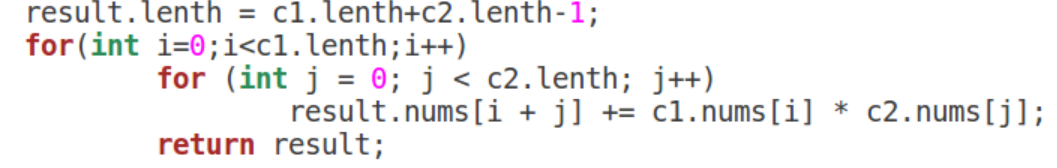 result.lenth = c1.lenth+c2.lenth-1;
for(int i=0;i<c1.lenth;i++)
for (int j = 0; j < c2.lenth; j++)
result.nums[i + j] += c1.nums[i] * c2.nums[j];
return result;